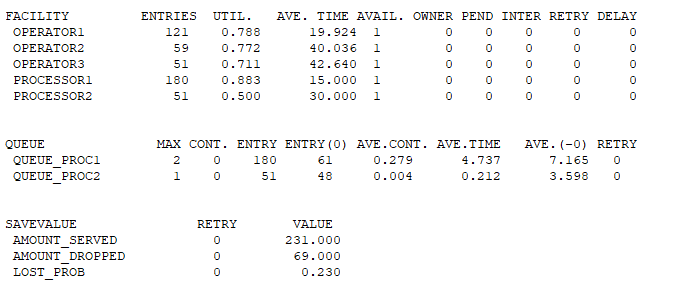 FACILITY ENTRIES UTIL. AVE. TIME AVAIL. OWNER PEND INTER RETRY DELAY
OPERATOR1 121 0.788 19.924 1 0 0 0 0 0
OPERATOR2 59 0.772 40.036 1 0 0 0 0 0
OPERATOR3 51 0.711 42.640 1 0 0 0 0 0
PROCESSOR1 180 0.883 15.000 1 0 0 0 0 0
PROCESSOR2 51 0.500 30.000 1 0 0 0 0 0
QUEUE MAX CONT. ENTRY ENTRY(0) AVE.CONT. AVE.TIME AVE.(-0) RETRY
QUEUE_PROC1 2 0 180 61 0.279 4.737 7.165 0
QUEUE_PROC2 1 0 51 48 0.004 0.212 3.598 0
SAVEVALUE RETRY VALUE
AMOUNT_SERVED 0 231.000
AMOUNT_DROPPED 0 69.000
LOST_PROB 0 0.230